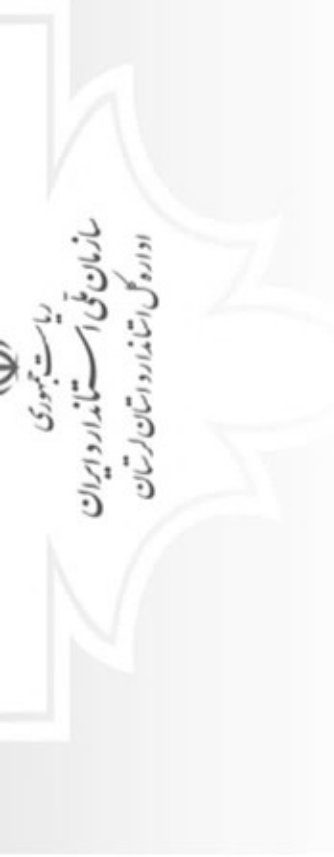 ریاست جمهوری
سازمان ملی استاندارد ایران
اداره کل استاندارد استان لرستان